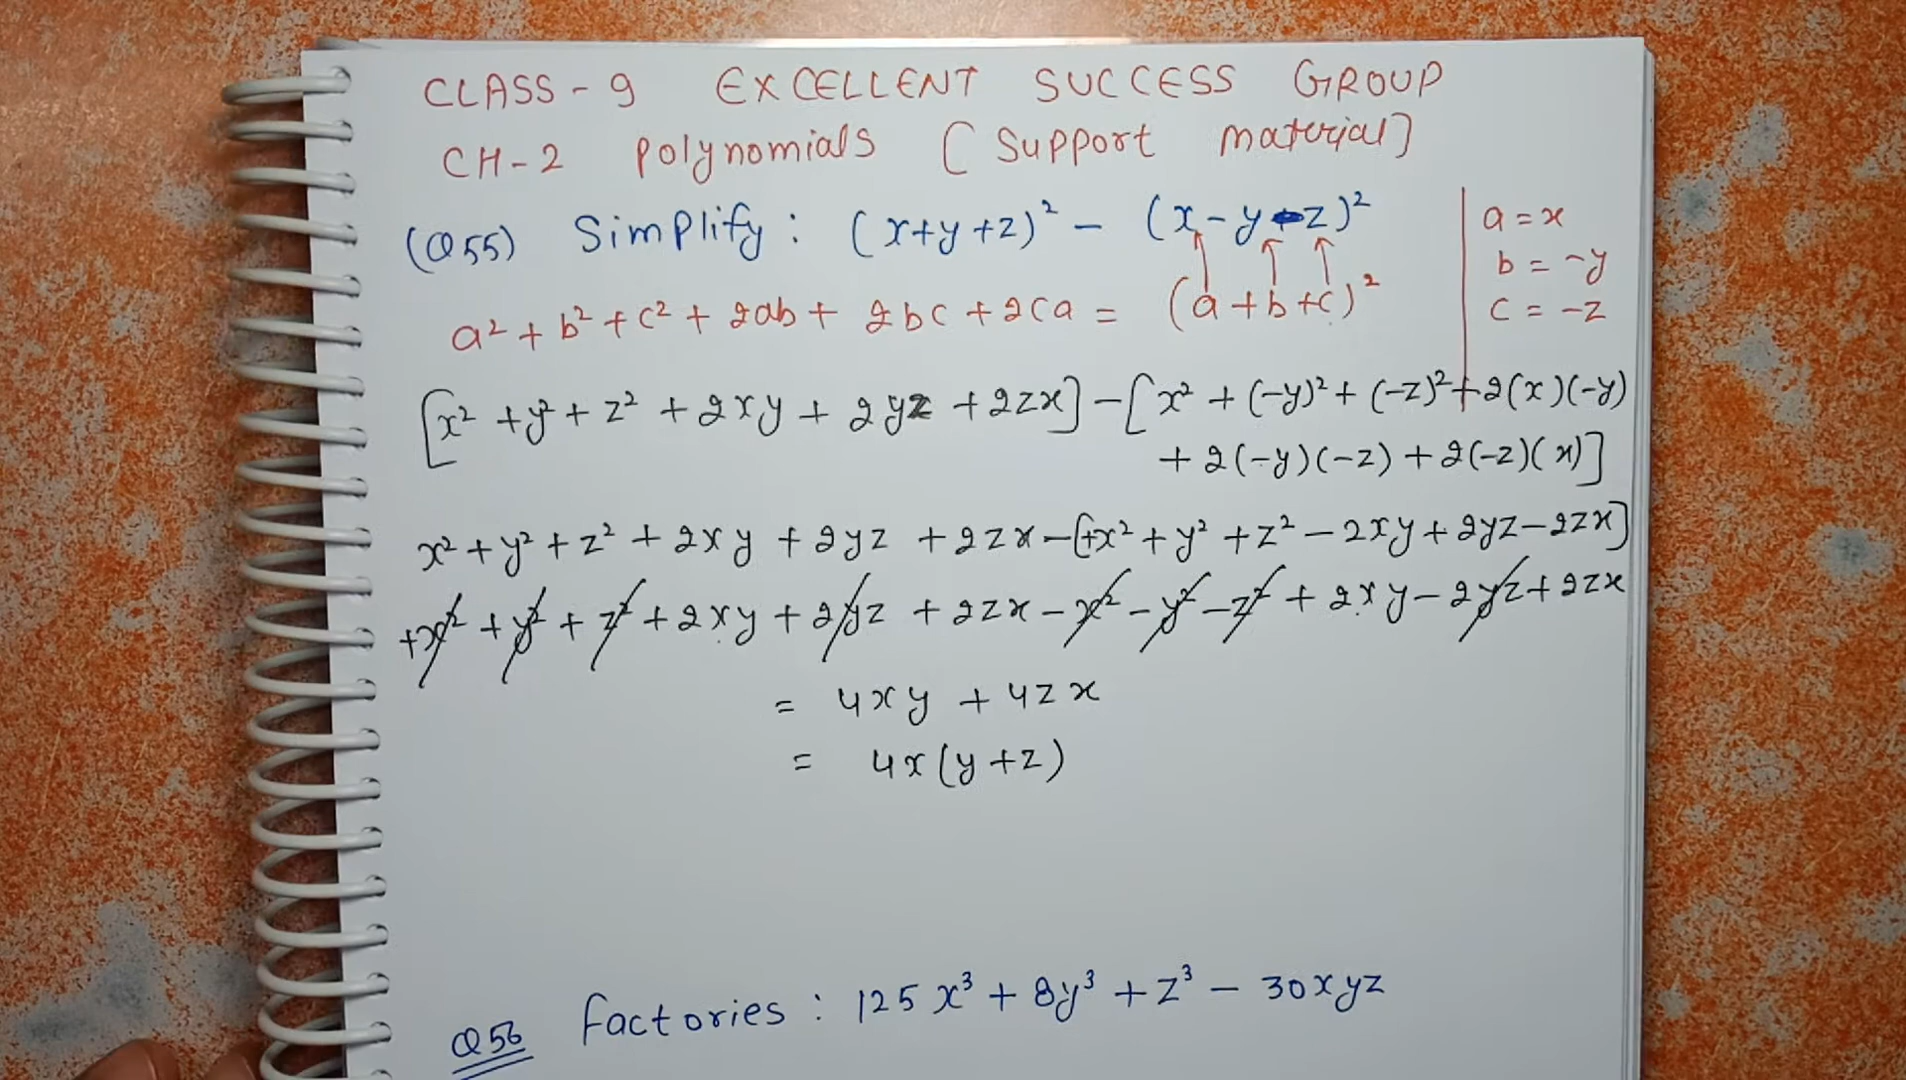 CLASS - 9 EXCELLENT SUCCESS GROUP
CH-2 Polynomials [Support material]
(Q55) Simplify : (x+y+z)² - (x-y-z)²
a = x
b = -y
c = -z
a² + b² + c² + 2ab + 2bc + 2ca = (a+b+c)²
[x² + y² + z² + 2xy + 2yz + 2zx] - [x² + (-y)² + (-z)² + 2(x)(-y)
+ 2(-y)(-z) + 2(-z)(x)]
x² + y² + z² + 2xy + 2yz + 2zx - [+x² + y² + z² - 2xy + 2yz - 2zx]
+x² + y² + z² + 2xy + 2yz + 2zx - x² - y² - z² + 2xy - 2yz + 2zx
= 4xy + 4zx
= 4x(y+z)
Q56 factories : 125x³ + 8y³ + z³ - 30xyz